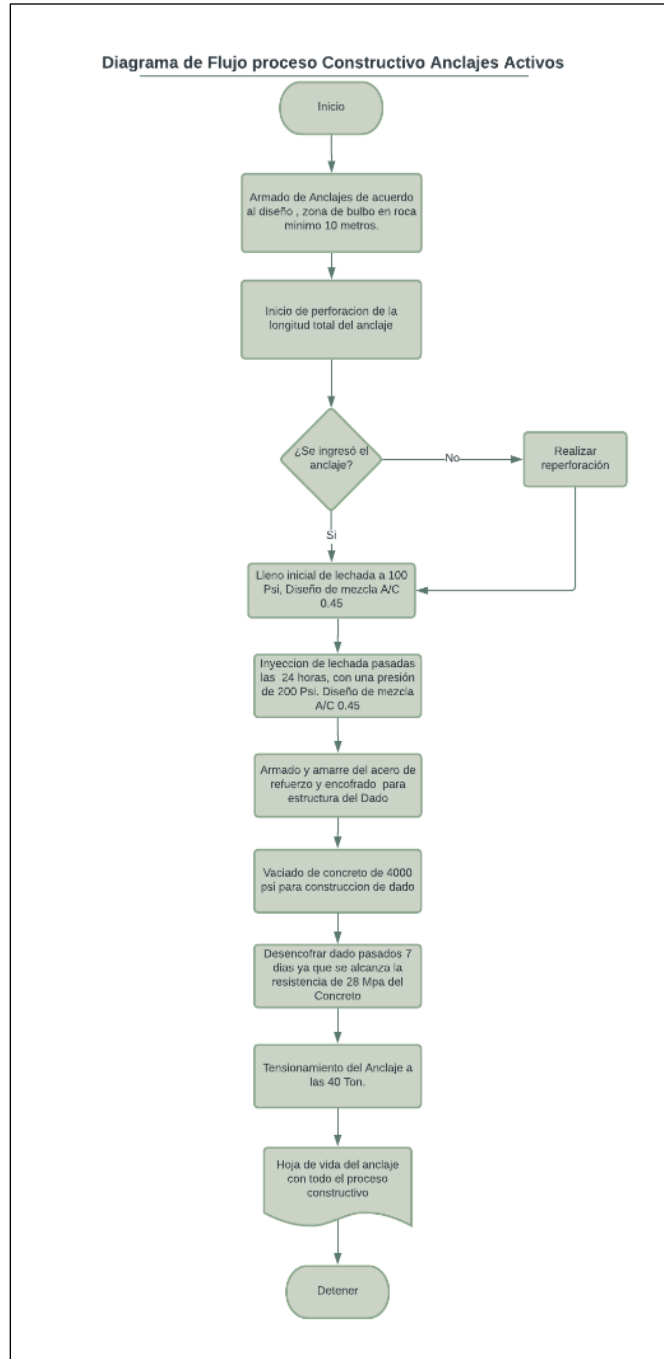 Diagrama de Flujo proceso Constructivo Anclajes Activos
Inicio
Armado de Anclajes de acuerdo
al diseño , zona de bulbo en roca
minimo 10 metros.
Inicio de perforacion de la
longitud total del anclaje
¿Se ingresó el
anclaje?
No
Realizar
reperforación
Si
Lleno inicial de lechada a 100
Psi, Diseño de mezcla A/C
0.45
Inyeccion de lechada pasadas
las 24 horas, con una presión
de 200 Psi. Diseño de mezcla
A/C 0.45
Armado y amarre del acero de
refuerzo y encofrado para
estructura del Dado
Vaciado de concreto de 4000
psi para construccion de dado
Desencofrar dado pasados 7
días ya que se alcanza la
resistencia de 28 Mpa del
Concreto
Tensionamiento del Anclaje a
las 40 Ton.
Hoja de vida del anclaje
con todo el proceso
constructivo
Detener